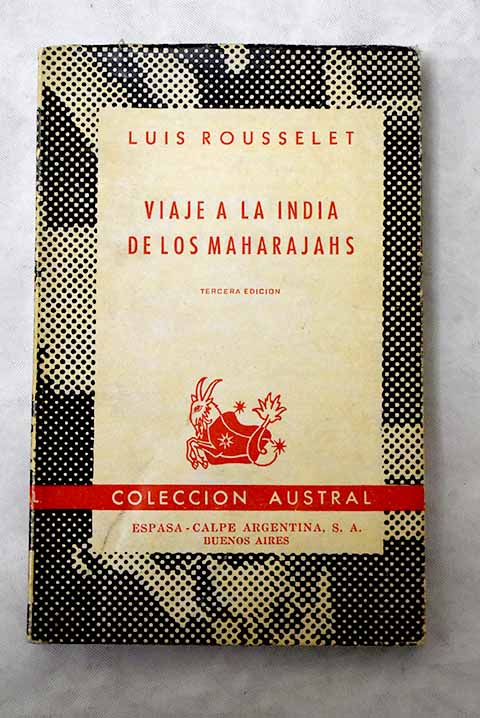 LUIS ROUSSELET
VIAJE A LA INDIA
DE LOS MAHARAJAHS
TERCERA EDICION
COLECCION AUSTRAL
ESPASA - CALPE ARGENTINA, S. A.
BUENOS AIRES